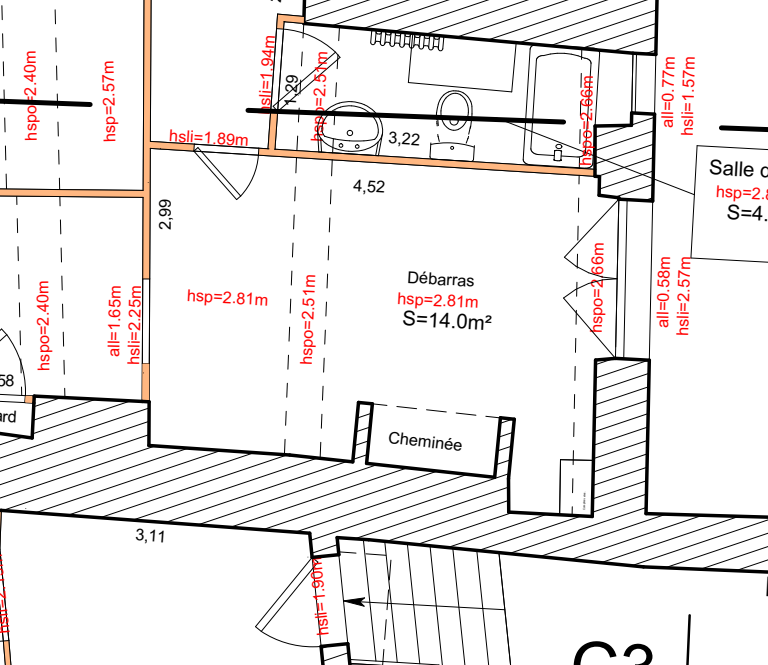 hspo=2.40m
hsp=2.57m
hsli=1.94m
1,29
hspo=2.51m
hspo=2.66m
all=0.77m
hsli=1.57m
hsli=1.89m
3,22
4,52
2,99
Salle
hsp=2.
S=4.
hspo=2.40m
all=1.65m
hsli=2.25m
hsp=2.81m
hspo=2.51m
Débarras
hsp=2.81m
S=14.0m²
hspo=2.66m
all=0.58m
hsli=2.57m
58
ard
Cheminée
3,11
hsli=1.90m
C3